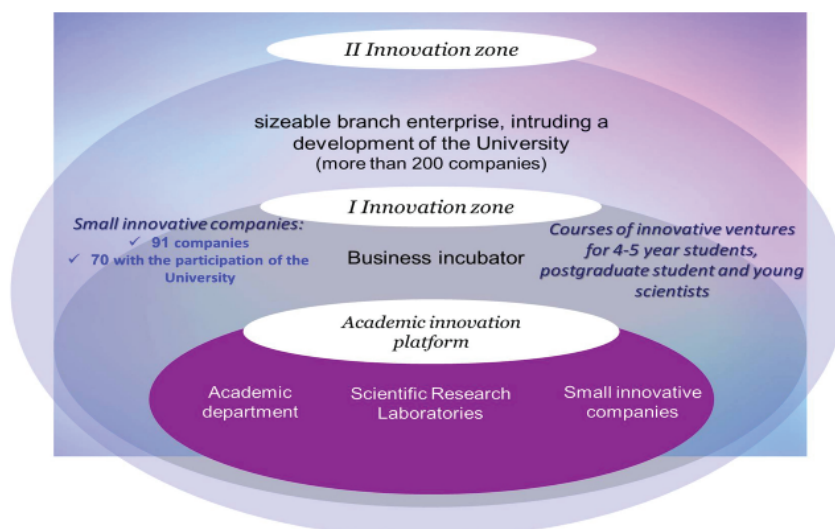 II Innovation zone
sizeable branch enterprise, intruding a
development of the University
(more than 200 companies)
I Innovation zone
Small innovative companies:
✓ 91 companies
✓ 70 with the participation of the
University
Business incubator
Courses of innovative ventures
for 4-5 year students,
postgraduate student and young
scientists
Academic innovation
platform
Academic
department
Scientific Research
Laboratories
Small innovative
companies